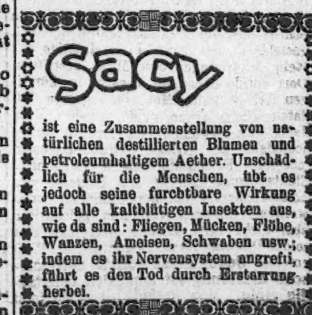 Sacy
ist eine Zusammenstellung von na-
türlichen destillierten Blumen und
petroleumhaltigem Aether. Unschäd-
lich für die Menschen, übt es
jedoch seine furchtbare Wirkung
auf alle kaltblütigen Insekten aus,
wie da sind: Fliegen, Mücken, Flöhe,
Wanzen, Ameisen, Schwaben usw.;
indem es ihr Nervensystem angreift,
führt es den Tod durch Erstarrung
herbei.